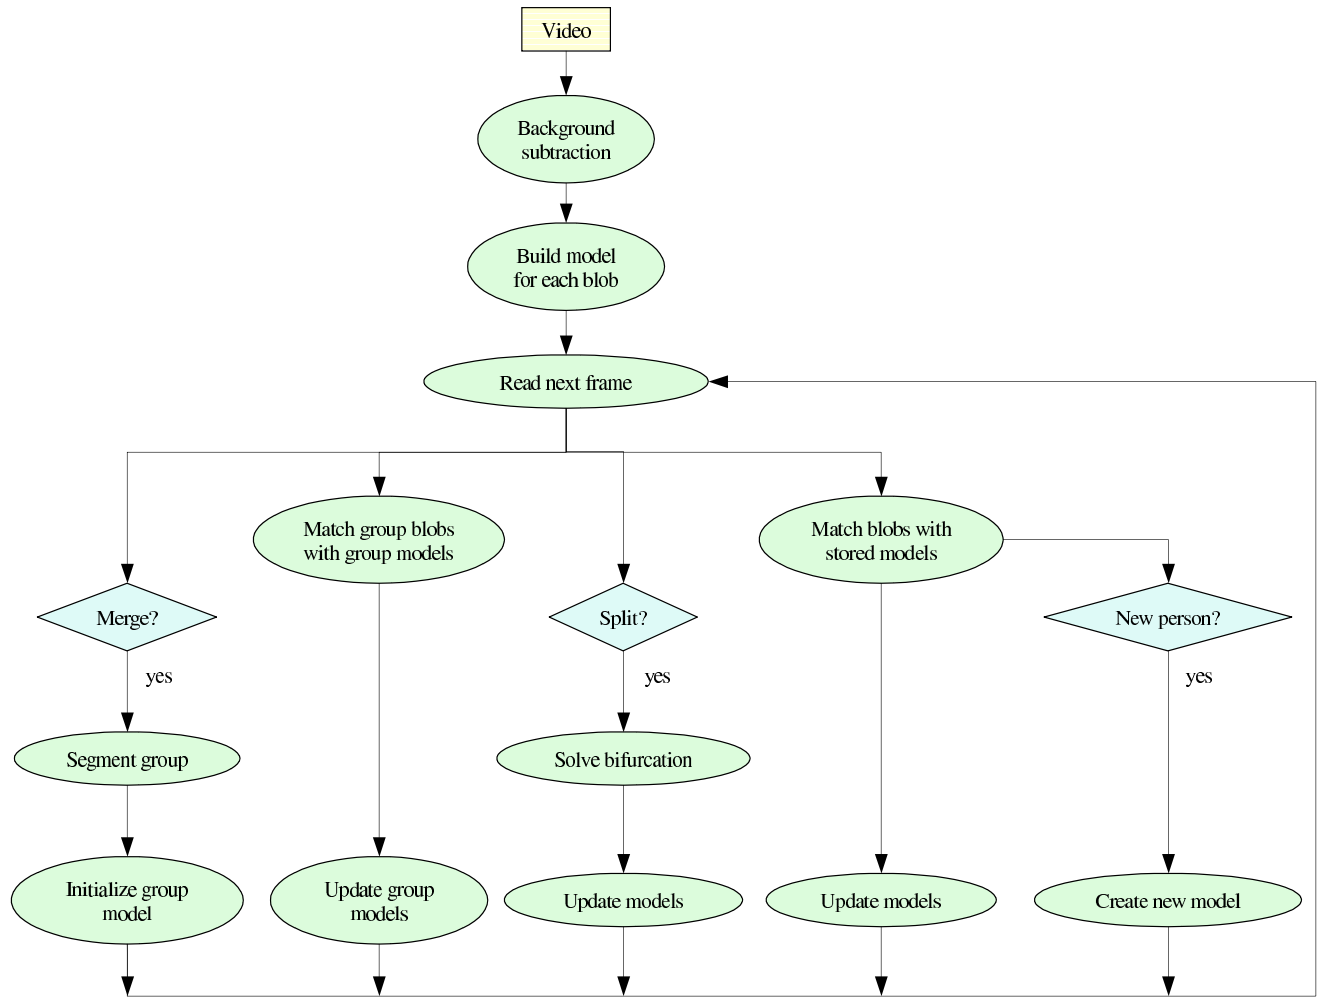 Video
Background
subtraction
Build model
for each blob
Read next frame
Match group blobs
with group models
Match blobs with
stored models
Merge?
Split?
New person?
yes
yes
yes
Segment group
Solve bifurcation
Initialize group
model
Update group
models
Update models
Update models
Create new model